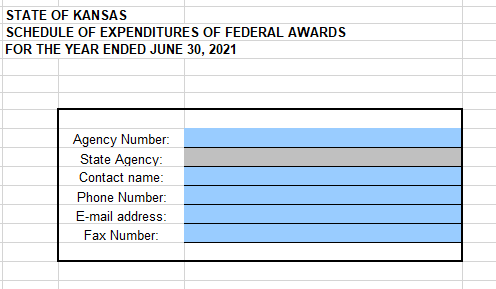 STATE OF KANSAS
SCHEDULE OF EXPENDITURES OF FEDERAL AWARDS
FOR THE YEAR ENDED JUNE 30, 2021
Agency Number:
State Agency:
Contact name:
Phone Number:
E-mail address:
Fax Number: